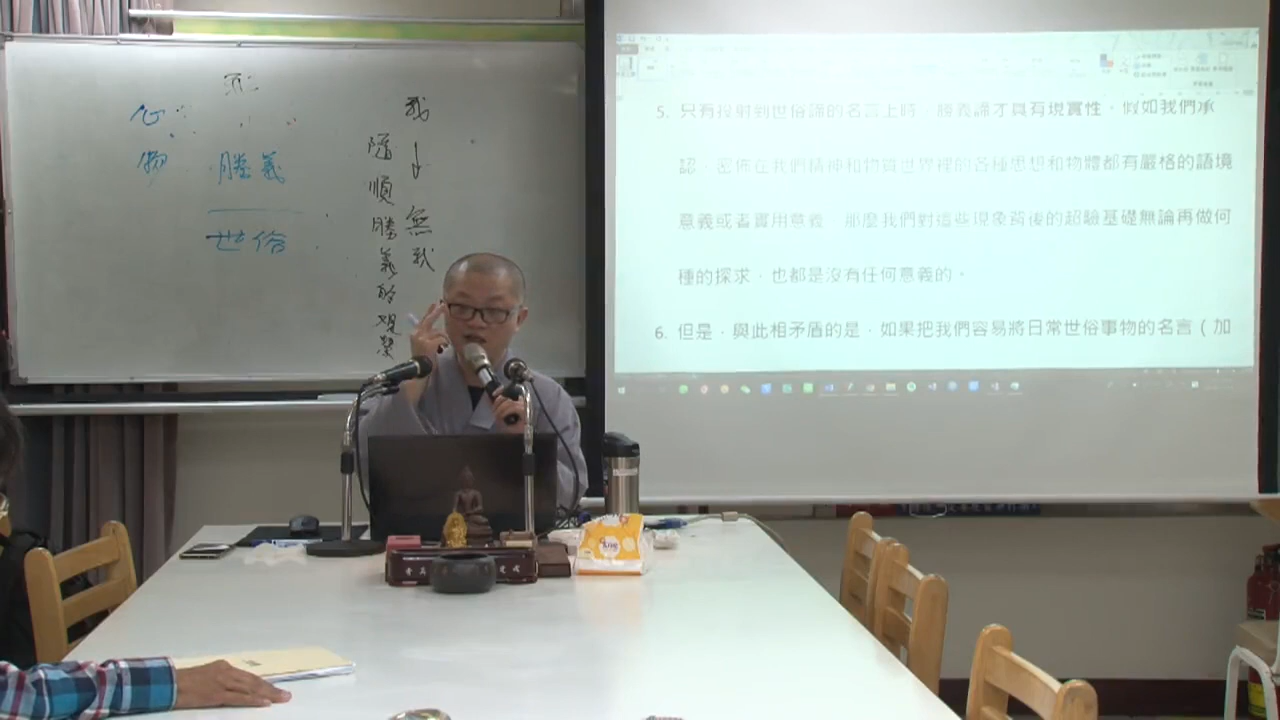 心
物
勝義
世俗
我 → 無我
隨順勝義的觀察
5. 只有投射到世俗諦的名言上時，勝義諦才具有現實性。假如我們承
認，密佈在我們精神和物質世界裡的各種思想和物體都有嚴格的語境
意義或者實用意義，那麼我們對這些現象背後的超驗基礎無論再做何
種的探求，也都是沒有任何意義的。
6. 但是，與此相矛盾的是，如果把我們容易將日常世俗事物的名言（加